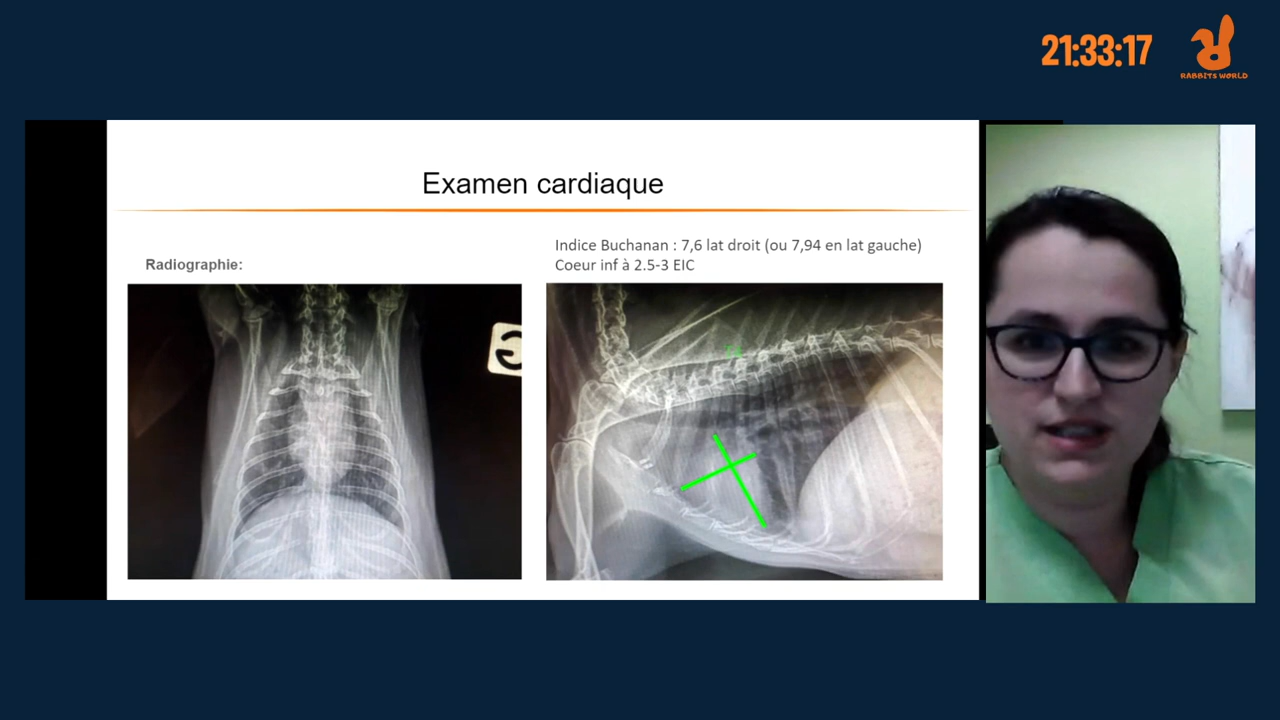 21:33:17
RABBITS WORLD
Examen cardiaque
Indice Buchanan : 7,6 lat droit (ou 7,94 en lat gauche)
Coeur inf à 2.5-3 EIC
Radiographie: